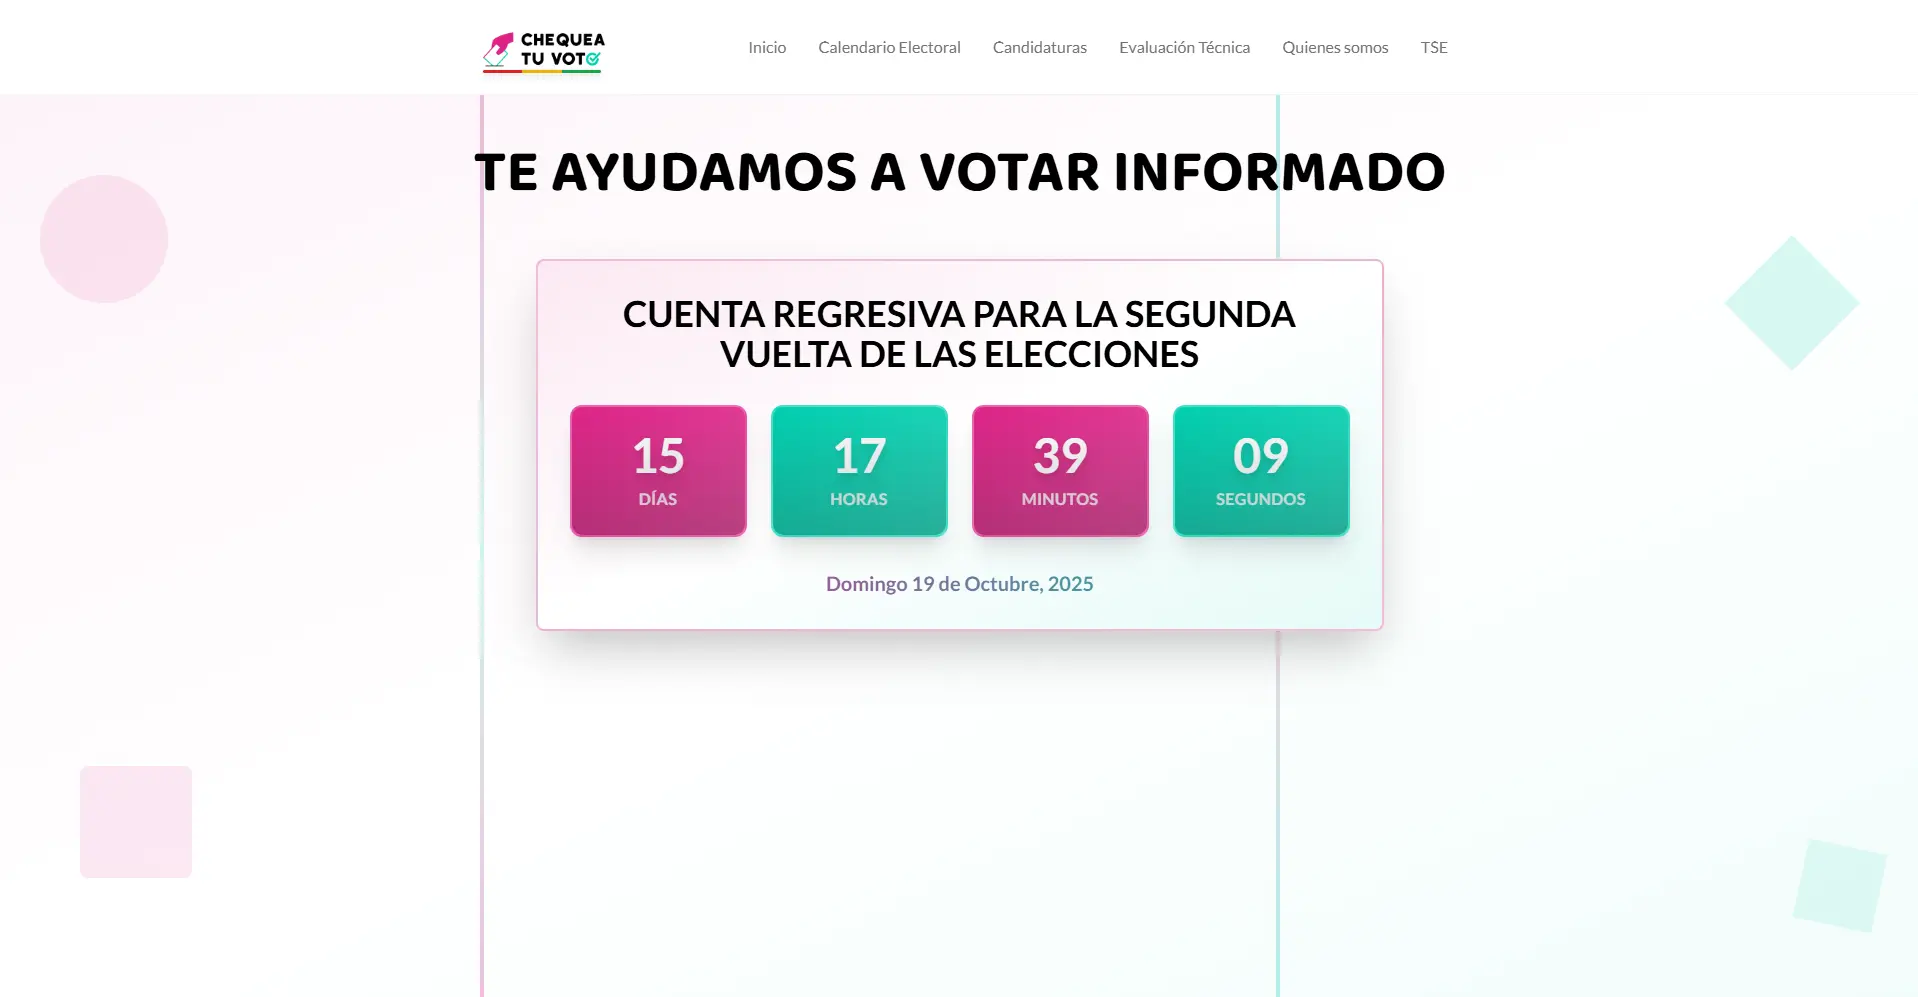 CHEQUEA
TU VOTO
Inicio
Calendario Electoral
Candidaturas
Evaluación Técnica
Quienes somos
TSE
TE AYUDAMOS A VOTAR INFORMADO
CUENTA REGRESIVA PARA LA SEGUNDA
VUELTA DE LAS ELECCIONES
15
DÍAS
17
HORAS
39
MINUTOS
09
SEGUNDOS
Domingo 19 de Octubre, 2025